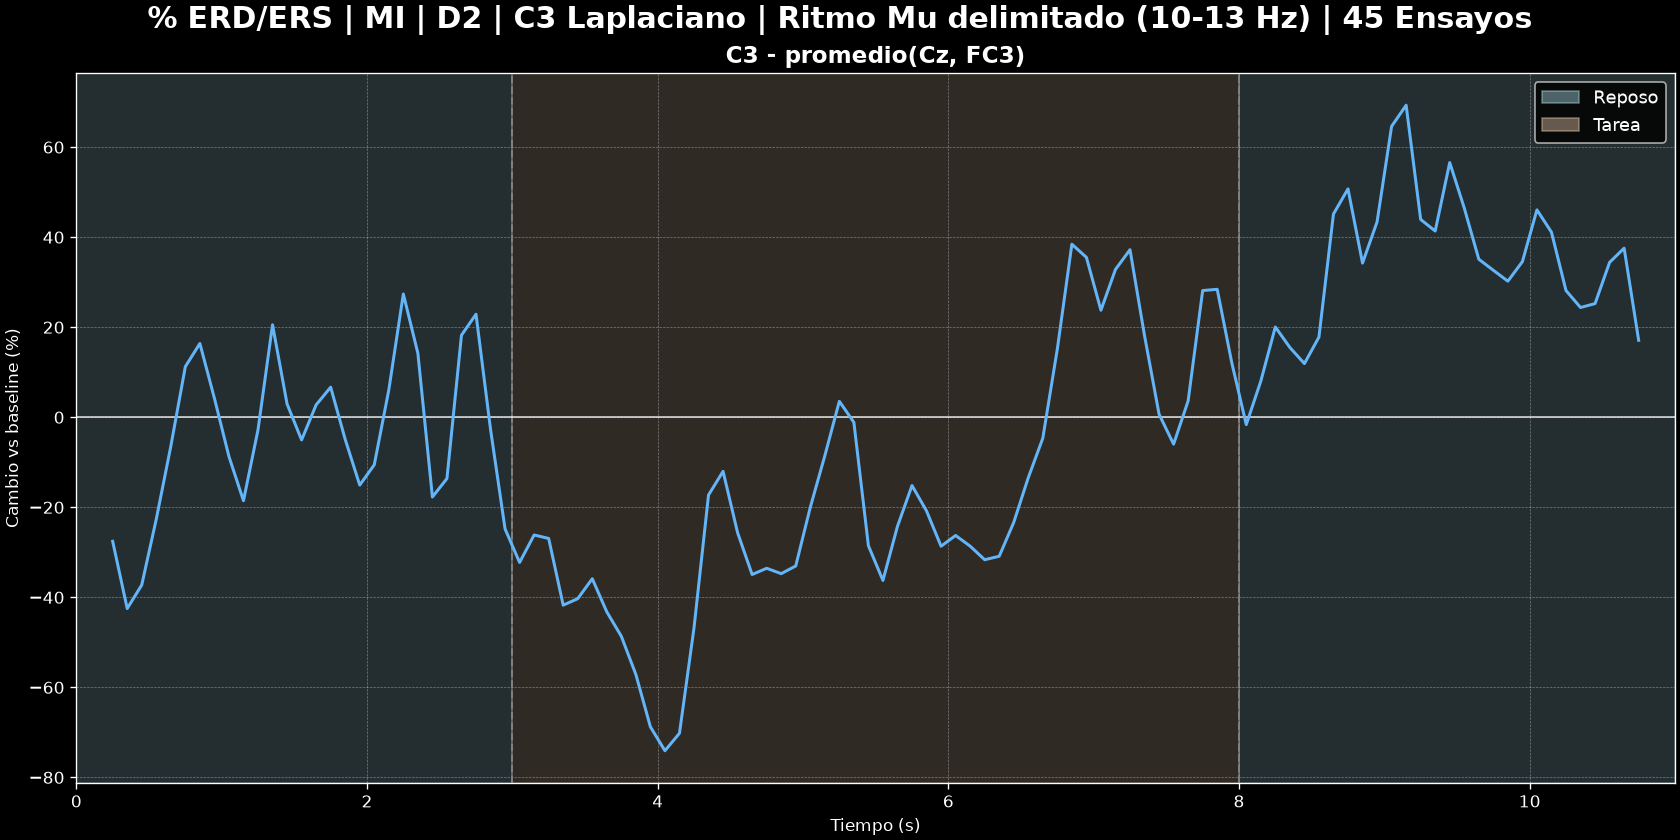 % ERD/ERS | MI | D2 | C3 Laplaciano | Ritmo Mu delimitado (10-13 Hz) | 45 Ensayos
C3 - promedio(Cz, FC3)
Reposo
Tarea
Cambio vs baseline (%)
60
40
20
0
−20
−40
−60
−80
0 2 4 6 8 10
Tiempo (s)